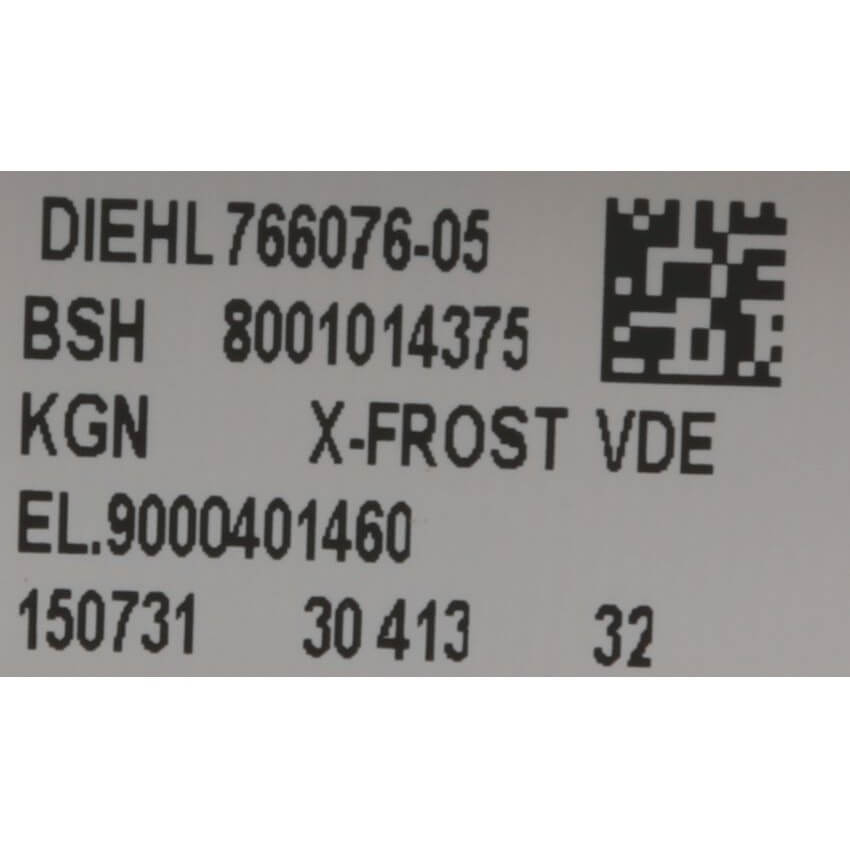 DIEHL 766076-05
BSH 8001014375
KGN X-FROST VDE
EL.9000401460
150731 30 413 32